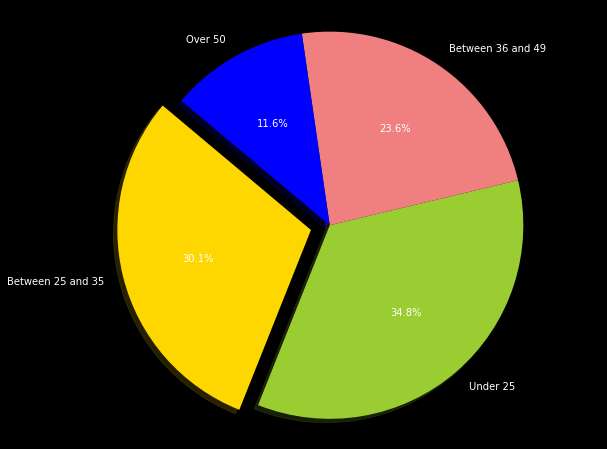 Over 50
Between 36 and 49
11.6%
23.6%
30.1%
Between 25 and 35
34.8%
Under 25